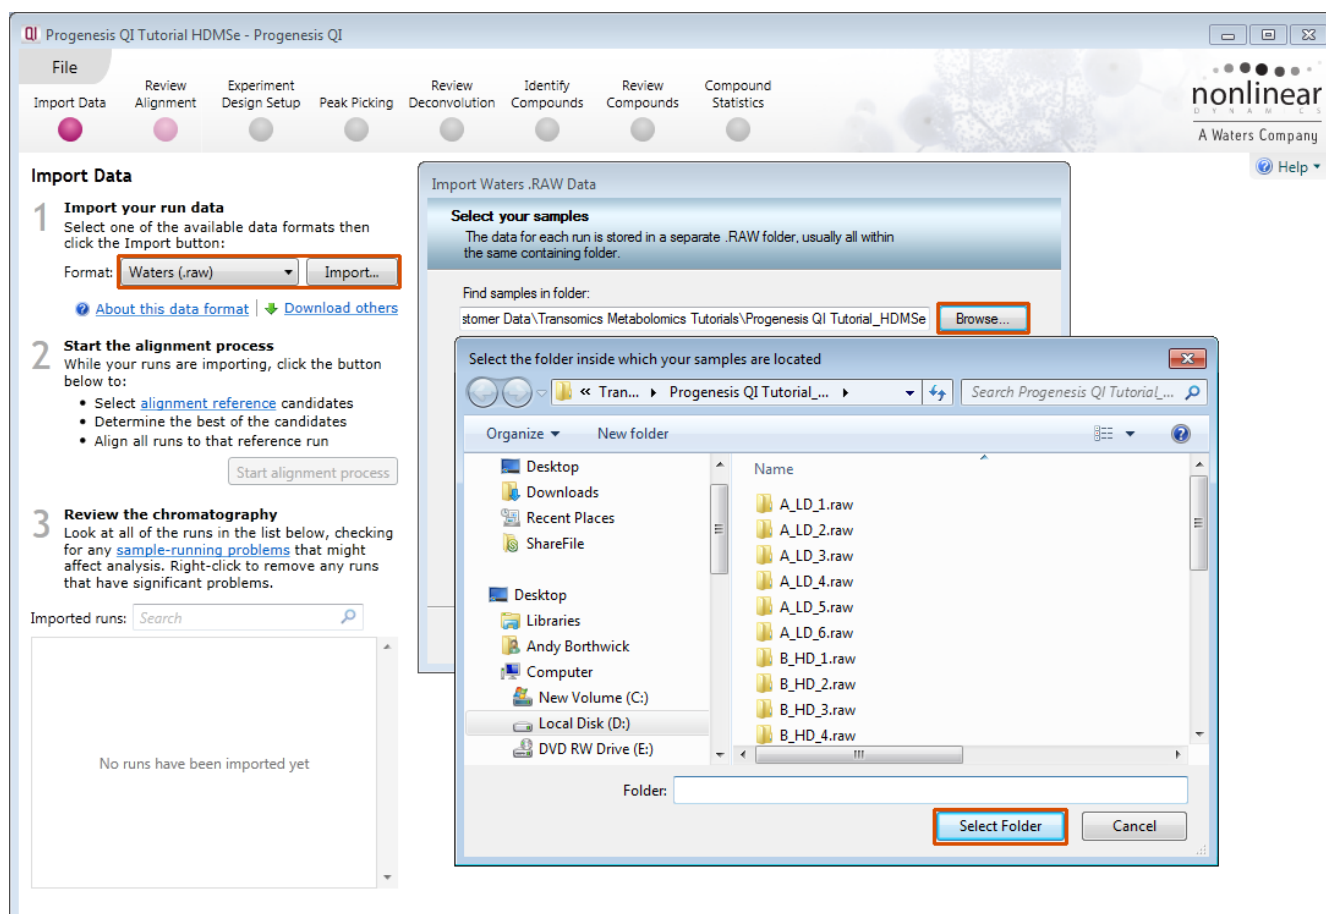 Progenesis QI Tutorial HDMSe - Progenesis QI
File
Import Data
Review
Alignment
Experiment
Design Setup
Peak Picking
Review
Deconvolution
Identify
Compounds
Review
Compounds
Compound
Statistics
nonlinear
DYNAMICS
A Waters Company
Help
Import Data
1 Import your run data
Select one of the available data formats then
click the Import button:
Format: Waters (.raw) Import...
About this data format Download others
2 Start the alignment process
While your runs are importing, click the button
below to:
• Select alignment reference candidates
• Determine the best of the candidates
• Align all runs to that reference run
Start alignment process
3 Review the chromatography
Look at all of the runs in the list below, checking
for any sample-running problems that might
affect analysis. Right-click to remove any runs
that have significant problems.
Imported runs: Search
No runs have been imported yet
Import Waters .RAW Data
Select your samples
The data for each run is stored in a separate .RAW folder, usually all within
the same containing folder.
Find samples in folder:
stomer Data\Transomics Metabolomics Tutorials\Progenesis QI Tutorial_HDMSe Browse...
Select the folder inside which your samples are located
« Tran... Progenesis QI Tutorial_... Search Progenesis QI Tutorial_...
Organize New folder
Desktop
Downloads
Recent Places
ShareFile
Desktop
Libraries
Andy Borthwick
Computer
New Volume (C:)
Local Disk (D:)
DVD RW Drive (E:)
Name
A_LD_1.raw
A_LD_2.raw
A_LD_3.raw
A_LD_4.raw
A_LD_5.raw
A_LD_6.raw
B_HD_1.raw
B_HD_2.raw
B_HD_3.raw
B_HD_4.raw
Folder:
Select Folder Cancel